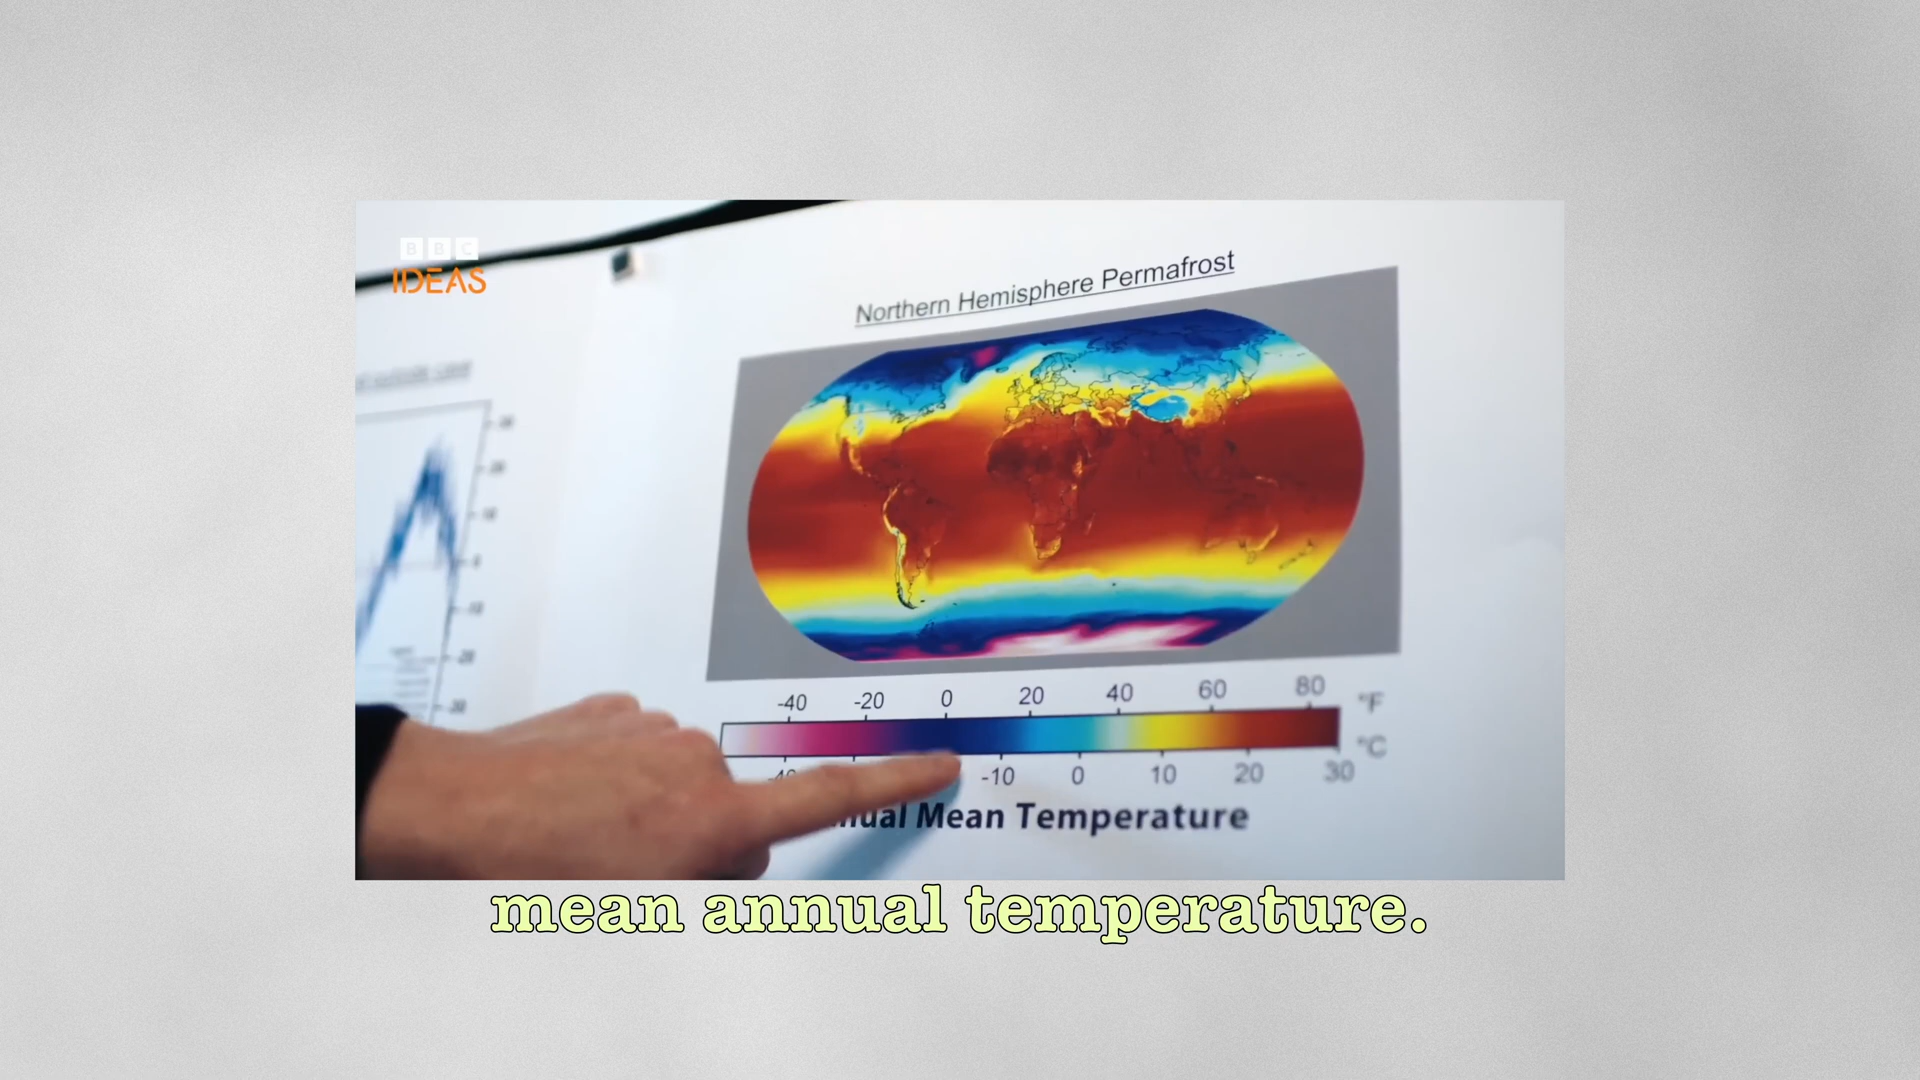 BBC
IDEAS
Northern Hemisphere Permafrost
-40 -20 0 20 40 60 80 °F
°C
-10 0 10 20 30
Mean Temperature
mean annual temperature.